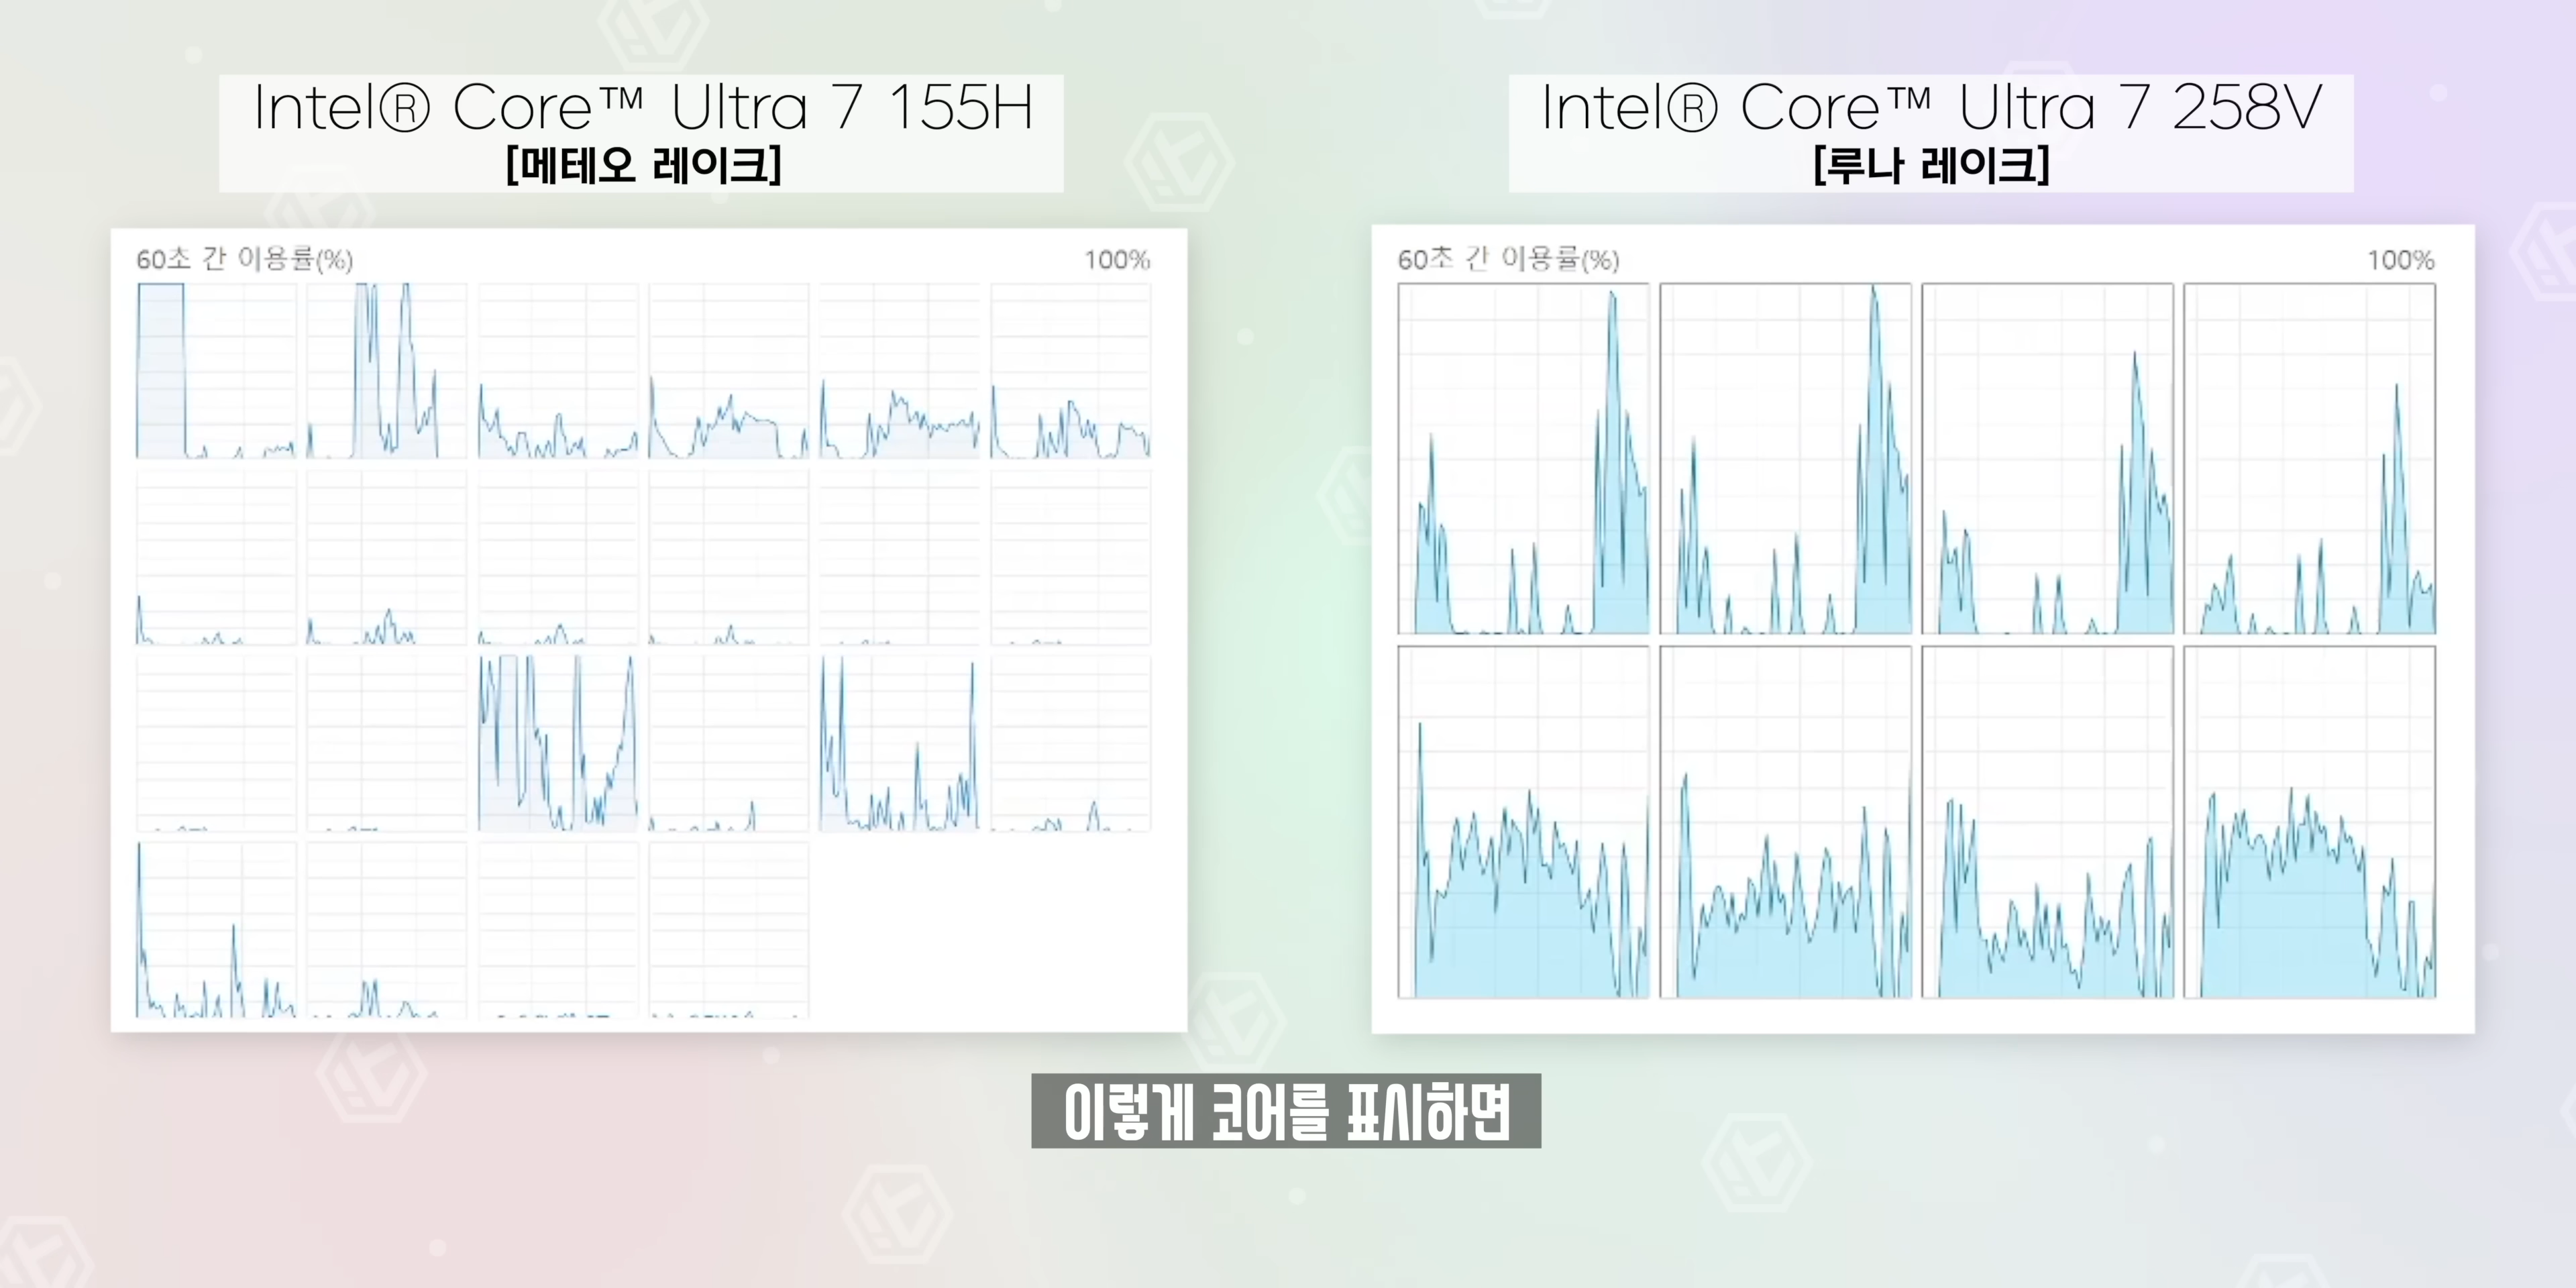 Intel® Core™ Ultra 7 155H
[메테오 레이크]
Intel® Core™ Ultra 7 258V
[루나 레이크]
60초 간 이용률(%)
100%
60초 간 이용률(%)
100%
이렇게 코어를 표시하면